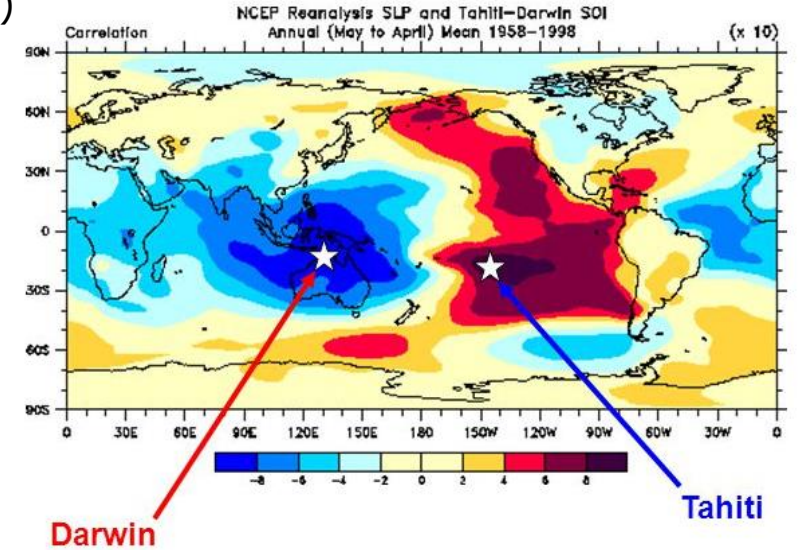 )
NCEP Reanalysis SLP and Tahiti-Darwin SOI
Correlation Annual (May to April) Mean 1958-1998 (x 10)
90N
60N
30N
0
30S
60S
90S
0 30E 60E 90E 120E 150E 180 150W 120W 90W 60W 30W 0
-8 -6 -4 -2 0 2 4 6 8
Tahiti
Darwin